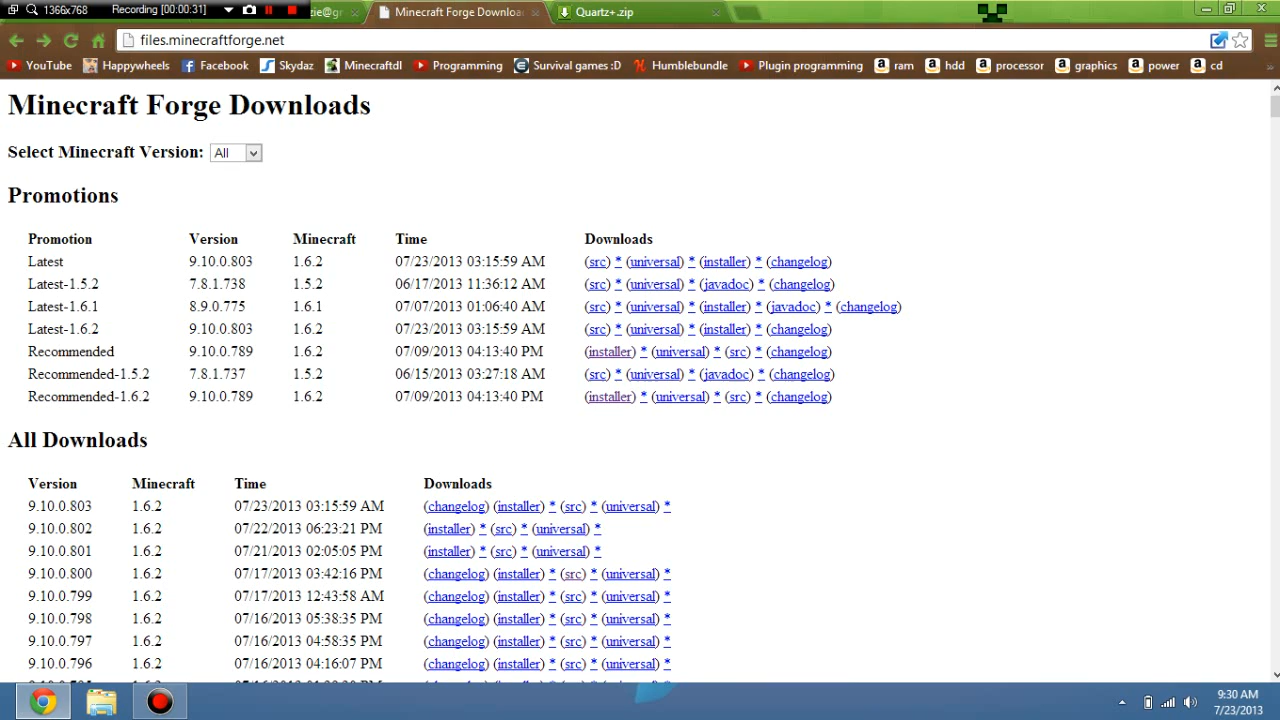 1366x768 Recording [00:00:31]
Minecraft Forge Downloa
Quartz+.zip
files.minecraftforge.net
YouTube Happywheels Facebook Skydaz Minecraftdl Programming Survival games :D Humblebundle Plugin programming ram hdd processor graphics power cd »
Minecraft Forge Downloads
Select Minecraft Version: All
Promotions
Promotion Version Minecraft Time Downloads
Latest 9.10.0.803 1.6.2 07/23/2013 03:15:59 AM (src) * (universal) * (installer) * (changelog)
Latest-1.5.2 7.8.1.738 1.5.2 06/17/2013 11:36:12 AM (src) * (universal) * (javadoc) * (changelog)
Latest-1.6.1 8.9.0.775 1.6.1 07/07/2013 01:06:40 AM (src) * (universal) * (installer) * (javadoc) * (changelog)
Latest-1.6.2 9.10.0.803 1.6.2 07/23/2013 03:15:59 AM (src) * (universal) * (installer) * (changelog)
Recommended 9.10.0.789 1.6.2 07/09/2013 04:13:40 PM (installer) * (universal) * (src) * (changelog)
Recommended-1.5.2 7.8.1.737 1.5.2 06/15/2013 03:27:18 AM (src) * (universal) * (javadoc) * (changelog)
Recommended-1.6.2 9.10.0.789 1.6.2 07/09/2013 04:13:40 PM (installer) * (universal) * (src) * (changelog)
All Downloads
Version Minecraft Time Downloads
9.10.0.803 1.6.2 07/23/2013 03:15:59 AM (changelog) (installer) * (src) * (universal) *
9.10.0.802 1.6.2 07/22/2013 06:23:21 PM (installer) * (src) * (universal) *
9.10.0.801 1.6.2 07/21/2013 02:05:05 PM (installer) * (src) * (universal) *
9.10.0.800 1.6.2 07/17/2013 03:42:16 PM (changelog) (installer) * (src) * (universal) *
9.10.0.799 1.6.2 07/17/2013 12:43:58 AM (changelog) (installer) * (src) * (universal) *
9.10.0.798 1.6.2 07/16/2013 05:38:35 PM (changelog) (installer) * (src) * (universal) *
9.10.0.797 1.6.2 07/16/2013 04:58:35 PM (changelog) (installer) * (src) * (universal) *
9.10.0.796 1.6.2 07/16/2013 04:16:07 PM (changelog) (installer) * (src) * (universal) *
9:30 AM
7/23/2013